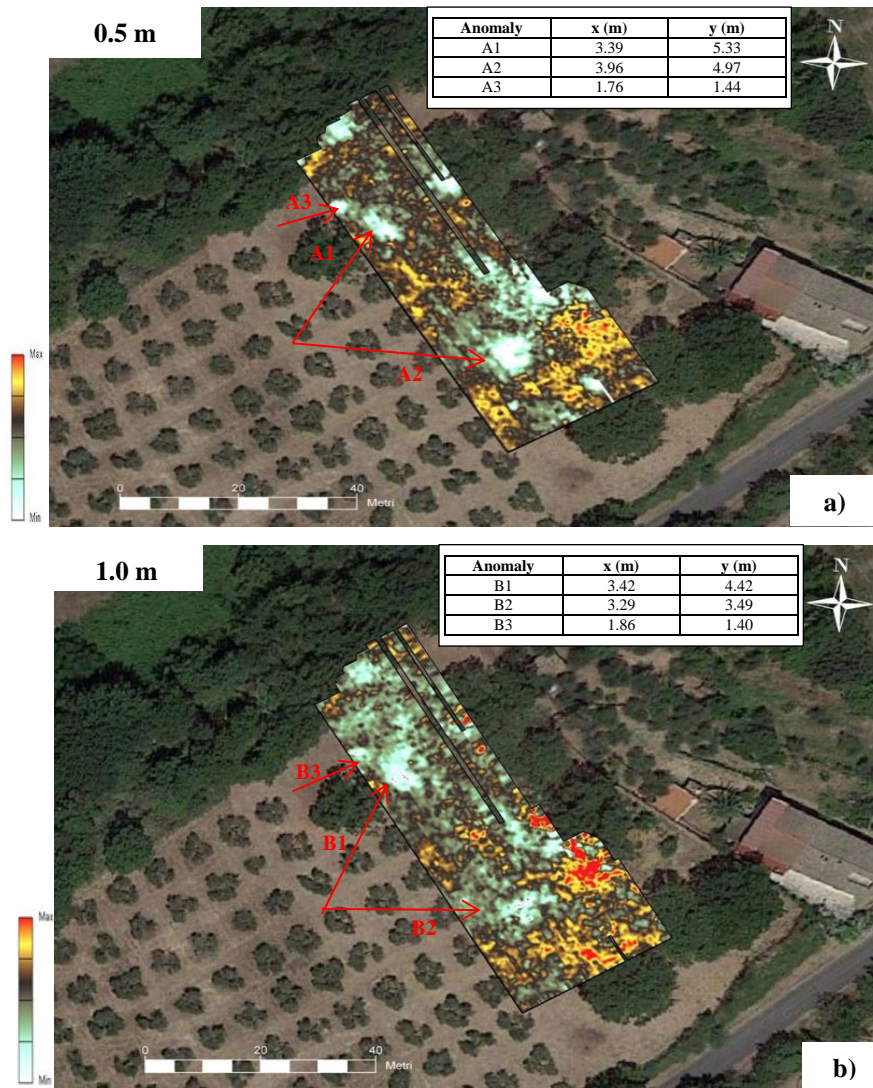 0.5 m
Anomaly x (m) y (m)
A1 3.39 5.33
A2 3.96 4.97
A3 1.76 1.44
N
A3
A1
A2
Max
Min
0 20 40
Metri
a)
1.0 m
Anomaly x (m) y (m)
B1 3.42 4.42
B2 3.29 3.49
B3 1.86 1.40
N
B3
B1
B2
Max
Min
0 20 40
Metri
b)